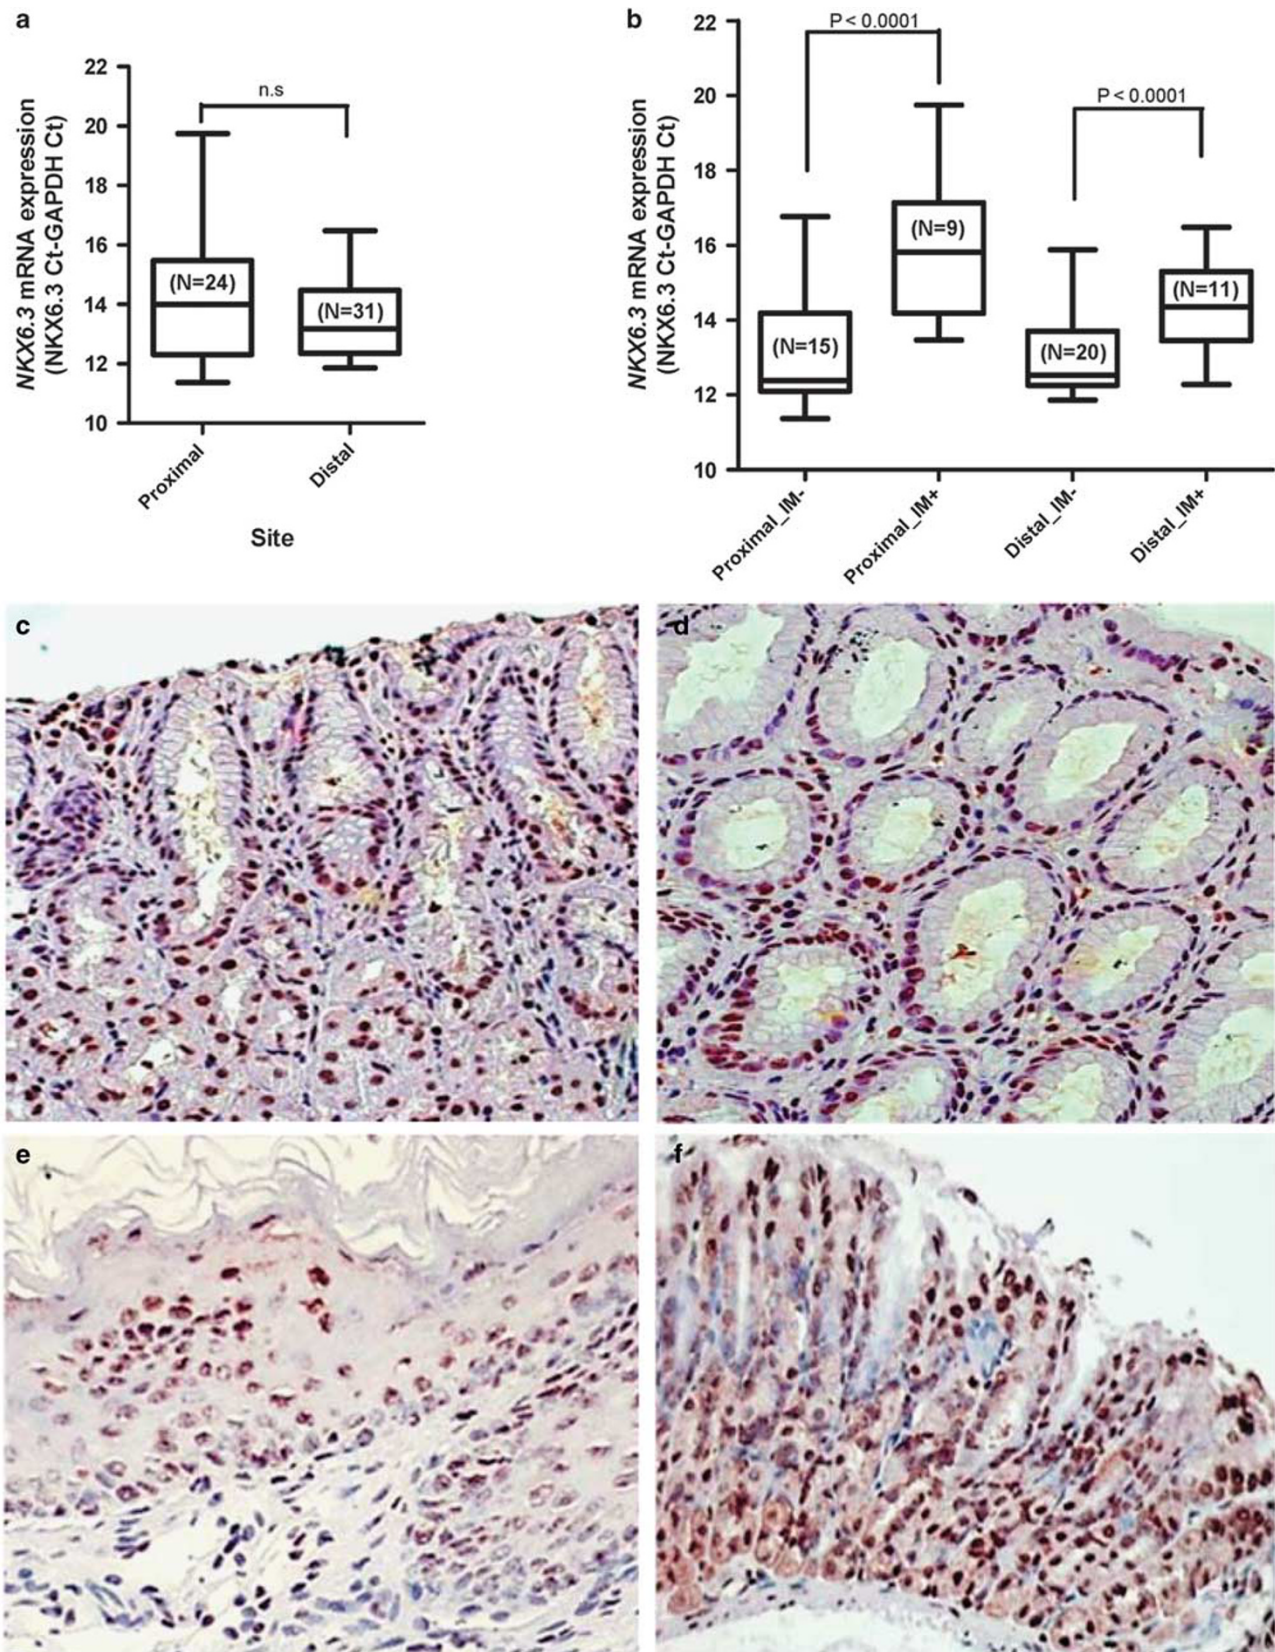 a
NKX6.3 mRNA expression
(NKX6.3 Ct-GAPDH Ct)
22
20
18
16
14
12
10
n.s
(N=24)
(N=31)
Proximal
Distal
Site
b
NKX6.3 mRNA expression
(NKX6.3 Ct-GAPDH Ct)
22
20
18
16
14
12
10
P < 0.0001
P < 0.0001
(N=15)
(N=9)
(N=20)
(N=11)
Proximal_IM-
Proximal_IM+
Distal_IM-
Distal_IM+
c
d
e
f